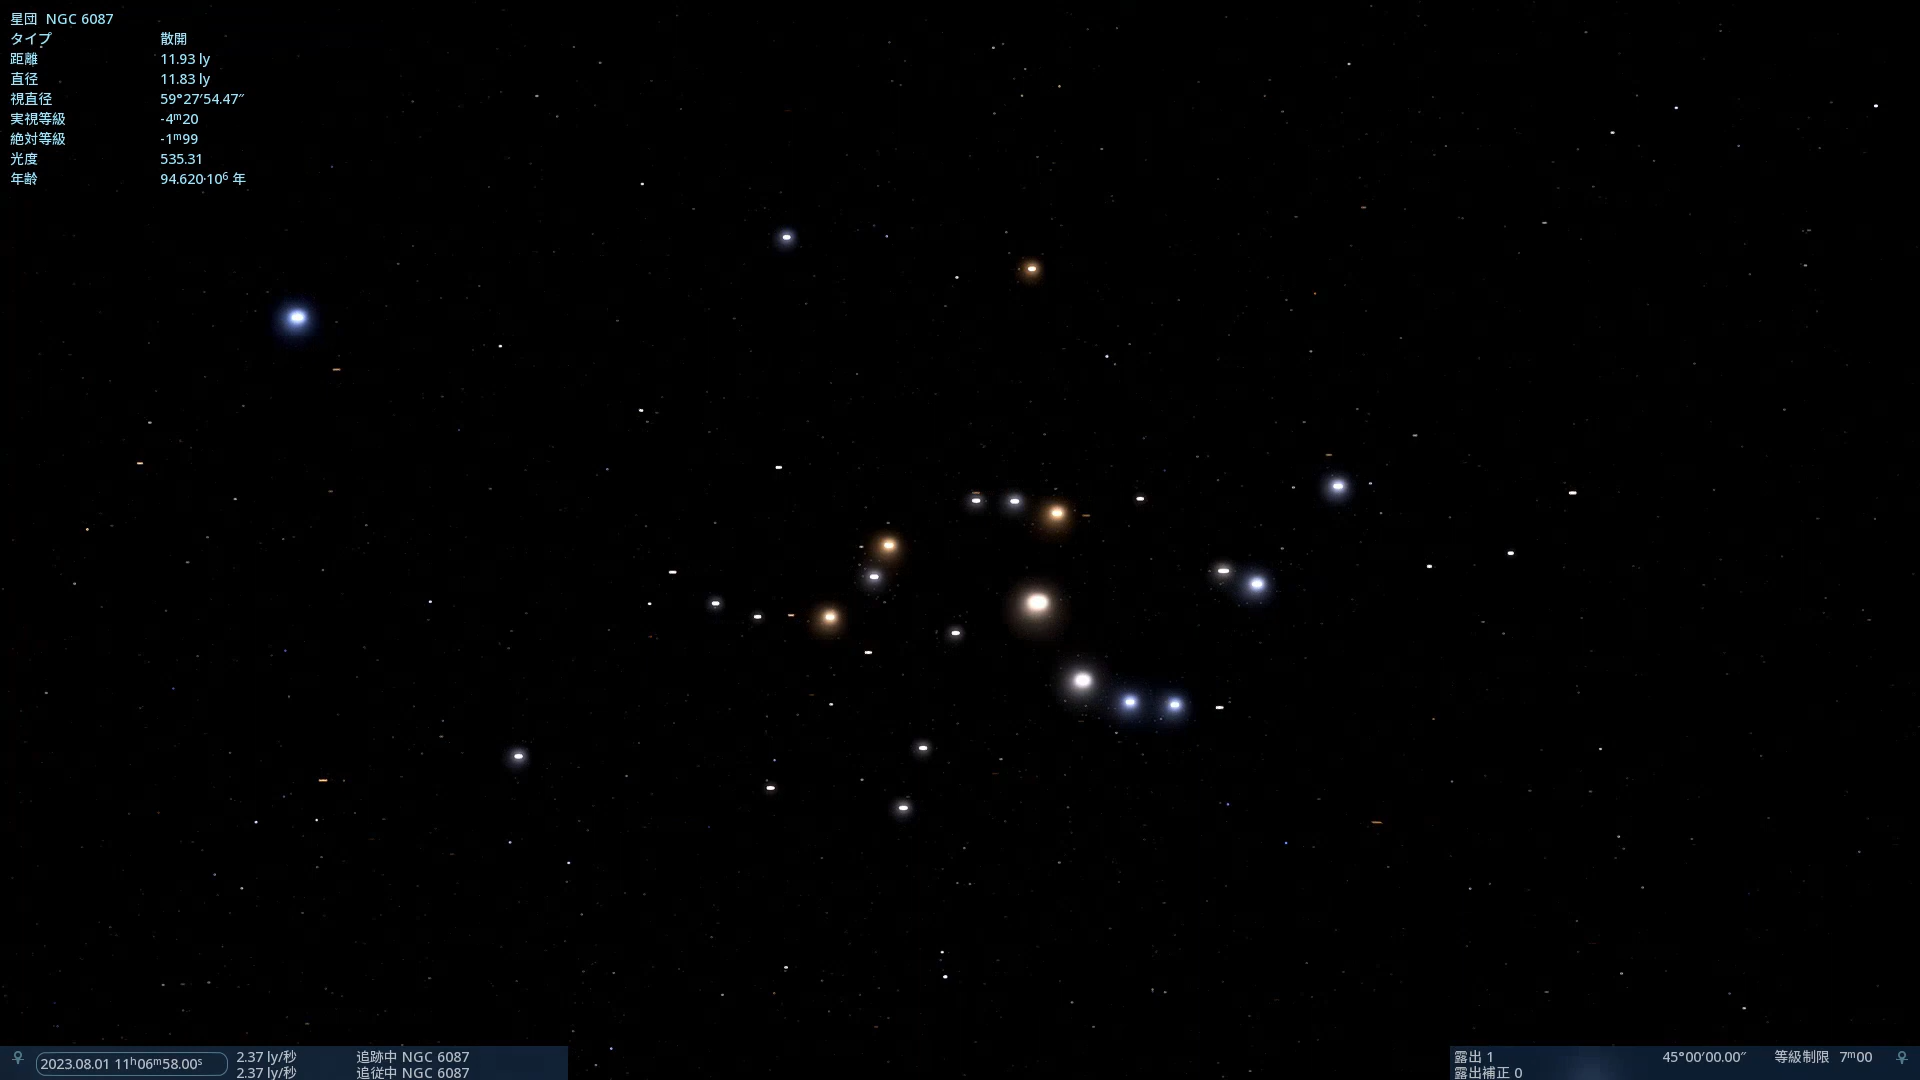 星団 NGC 6087
タイプ 散開
距離 11.93 ly
直径 11.83 ly
視直径 59°27′54.47″
実視等級 -4ᵐ20
絶対等級 -1ᵐ99
光度 535.31
年齢 94.620·10⁶ 年
2023.08.01 11ʰ06ᵐ58.00ˢ
2.37 ly/秒 追跡中 NGC 6087
2.37 ly/秒 追従中 NGC 6087
露出 1 45°00′00.00″ 等級制限 7ᵐ00
露出補正 0